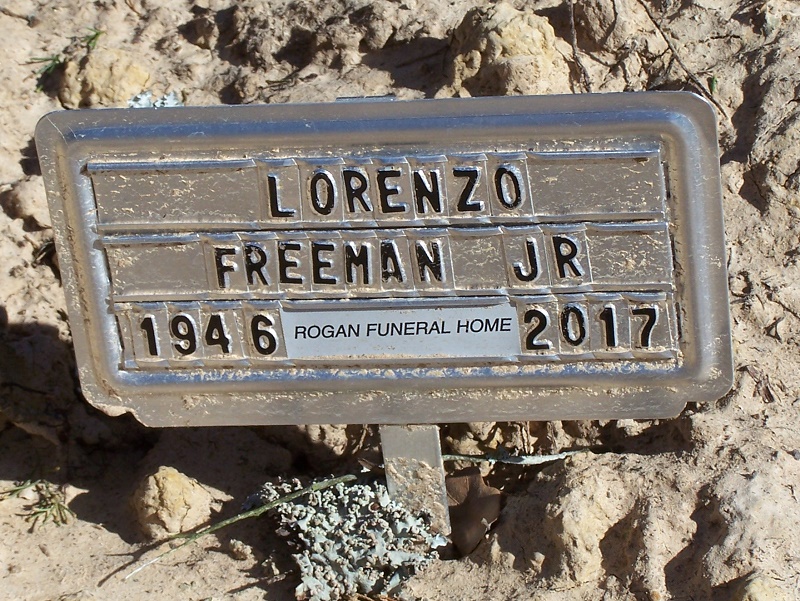 LORENZO
FREEMAN JR
1946 ROGAN FUNERAL HOME 2017